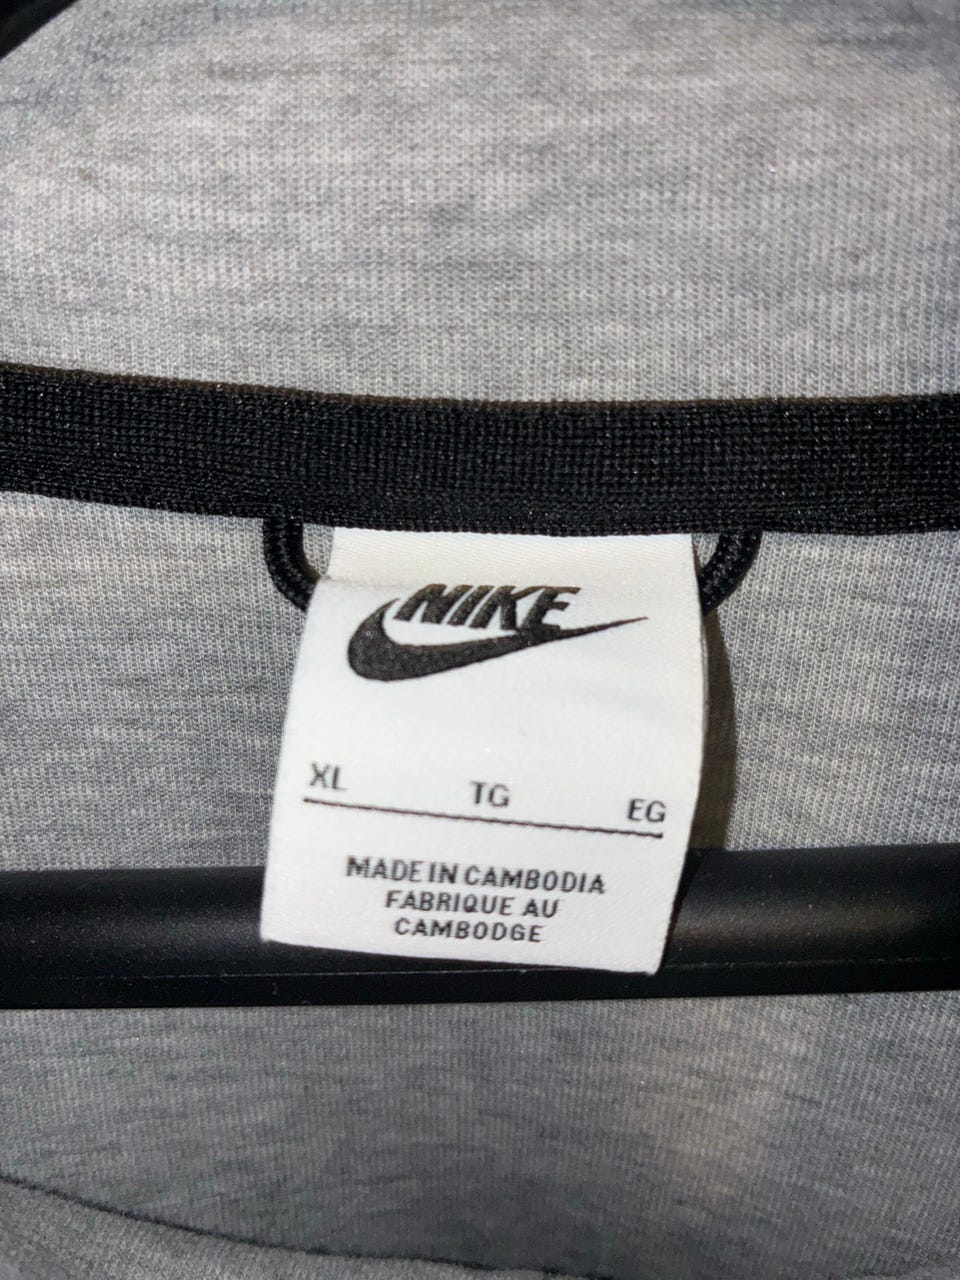 NIKE
XL TG EG
MADE IN CAMBODIA
FABRIQUE AU
CAMBODGE